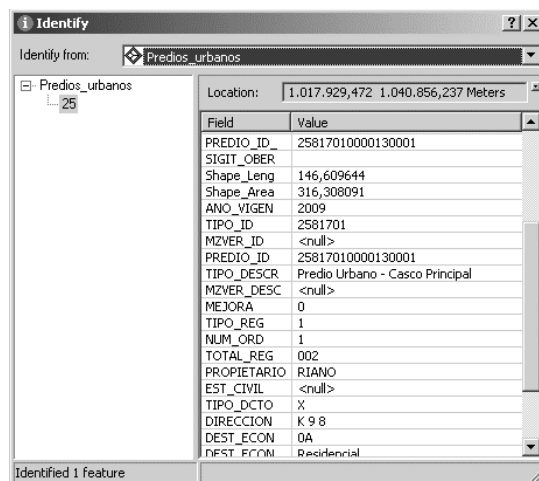 Identify
Identify from: Predios_urbanos
Predios_urbanos
25
Location: 1.017.929,472 1.040.856,237 Meters
Field Value
PREDIO_ID_ 25817010000130001
SIGIT_OBER
Shape_Leng 146,609644
Shape_Area 316,308091
ANO_VIGEN 2009
TIPO_ID 2581701
MZVER_ID <null>
PREDIO_ID 25817010000130001
TIPO_DESCR Predio Urbano - Casco Principal
MZVER_DESC <null>
MEJORA 0
TIPO_REG 1
NUM_ORD 1
TOTAL_REG 002
PROPIETARIO RIANO
EST_CIVIL <null>
TIPO_DCTO X
DIRECCION K 9 8
DEST_ECON 0A
DEST_ECON Residencial
Identified 1 feature